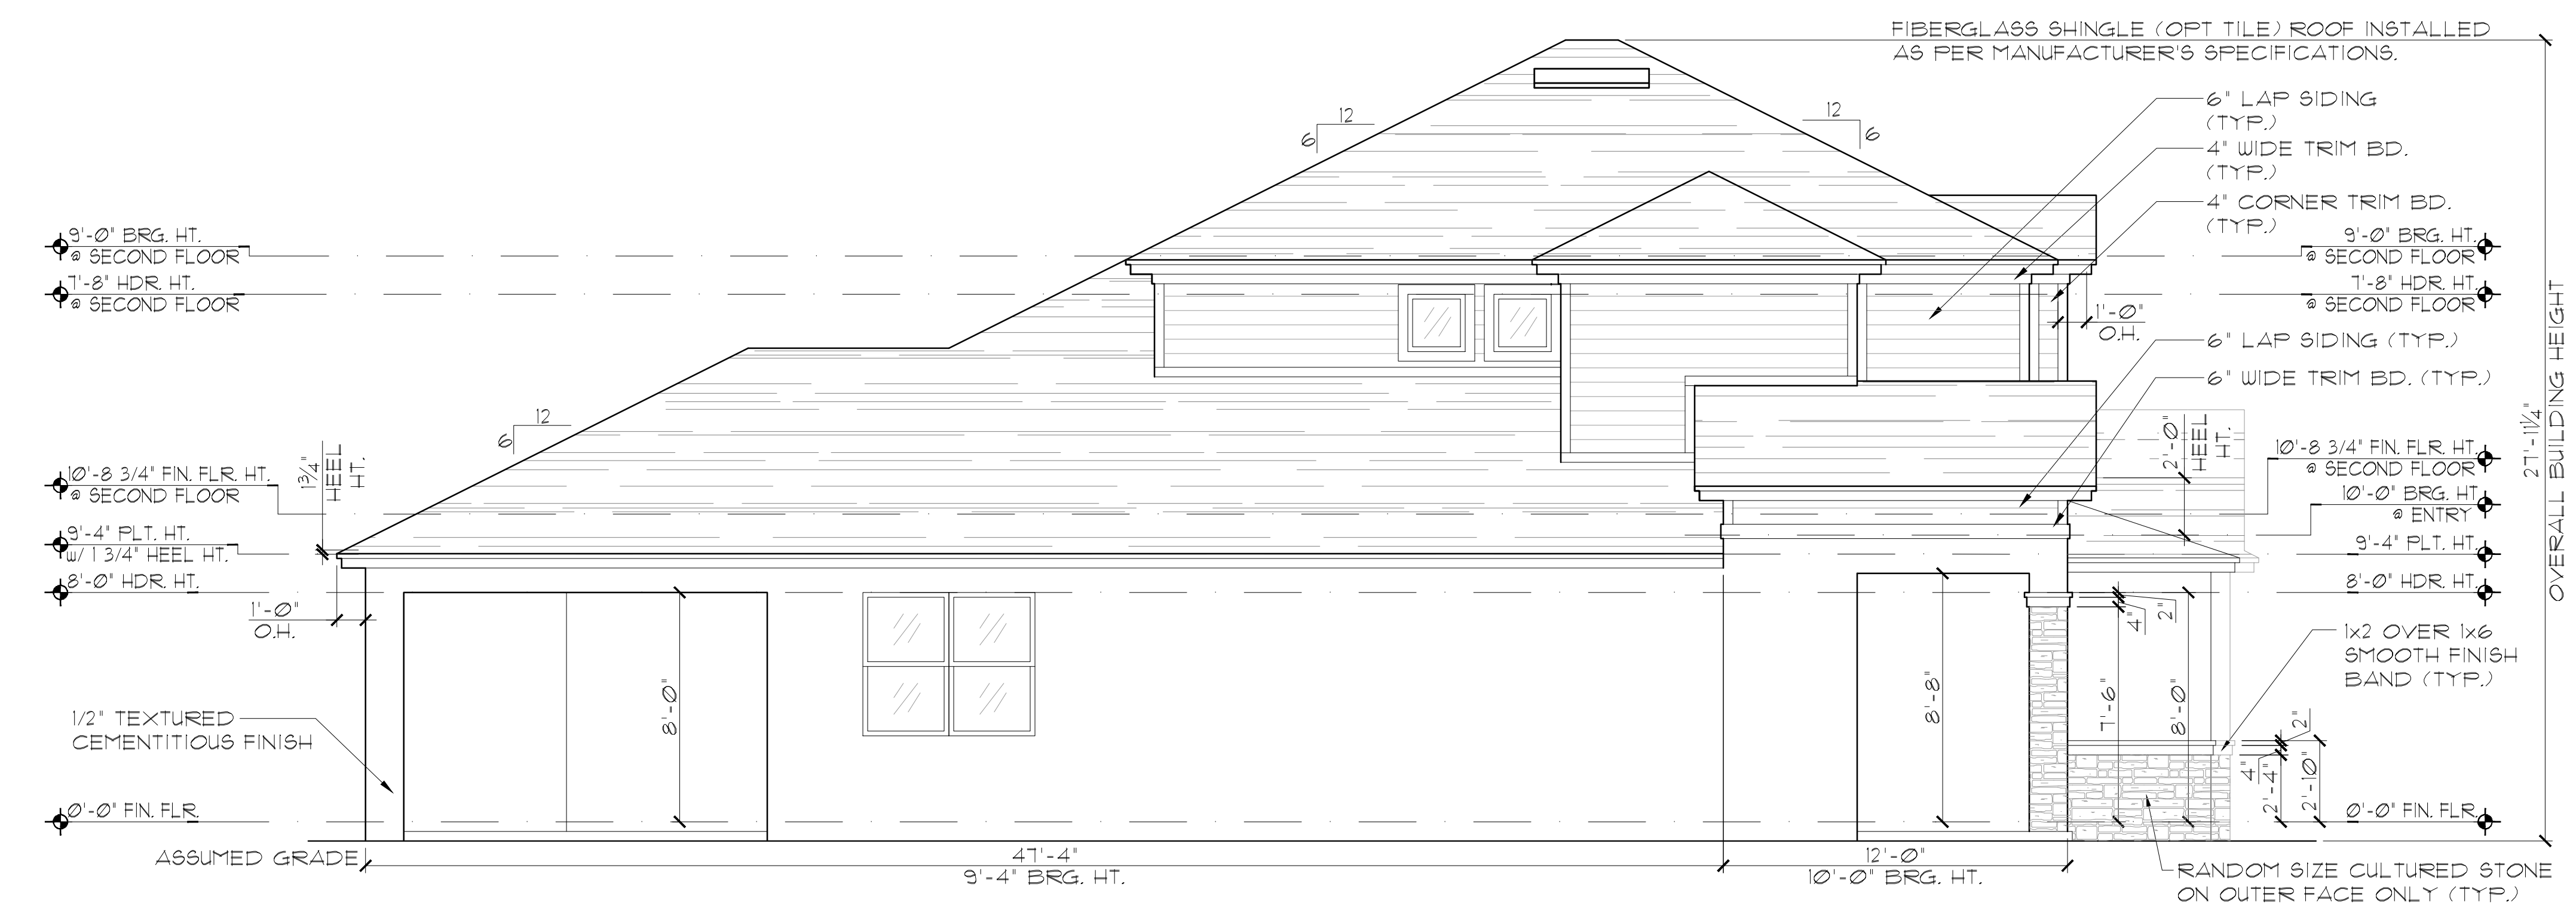 FIBERGLASS SHINGLE (OPT TILE) ROOF INSTALLED
AS PER MANUFACTURER'S SPECIFICATIONS.
12
6
12
6
6" LAP SIDING
(TYP.)
4" WIDE TRIM BD.
(TYP.)
4" CORNER TRIM BD.
(TYP.)
9'-0" BRG. HT.
@ SECOND FLOOR
7'-8" HDR. HT.
@ SECOND FLOOR
9'-0" BRG. HT.
@ SECOND FLOOR
7'-8" HDR. HT.
@ SECOND FLOOR
1'-0"
O.H.
6" LAP SIDING (TYP.)
6" WIDE TRIM BD. (TYP.)
27'-11 1/4"
OVERALL BUILDING HEIGHT
12
6
1 3/4"
HEEL
HT.
10'-8 3/4" FIN. FLR. HT.
@ SECOND FLOOR
9'-4" PLT. HT.
w/ 1 3/4" HEEL HT.
8'-0" HDR. HT.
1'-0"
O.H.
2'-0"
HEEL
HT.
10'-8 3/4" FIN. FLR. HT.
@ SECOND FLOOR
10'-0" BRG. HT
@ ENTRY
9'-4" PLT. HT.
8'-0" HDR. HT.
4"
2"
1x2 OVER 1x6
SMOOTH FINISH
BAND (TYP.)
8'-0"
8'-8"
7'-6"
8'-0"
1/2" TEXTURED
CEMENTITIOUS FINISH
2"
4"
2'-4"
2'-10"
0'-0" FIN. FLR.
0'-0" FIN. FLR.
ASSUMED GRADE
47'-4"
9'-4" BRG. HT.
12'-0"
10'-0" BRG. HT.
RANDOM SIZE CULTURED STONE
ON OUTER FACE ONLY (TYP.)